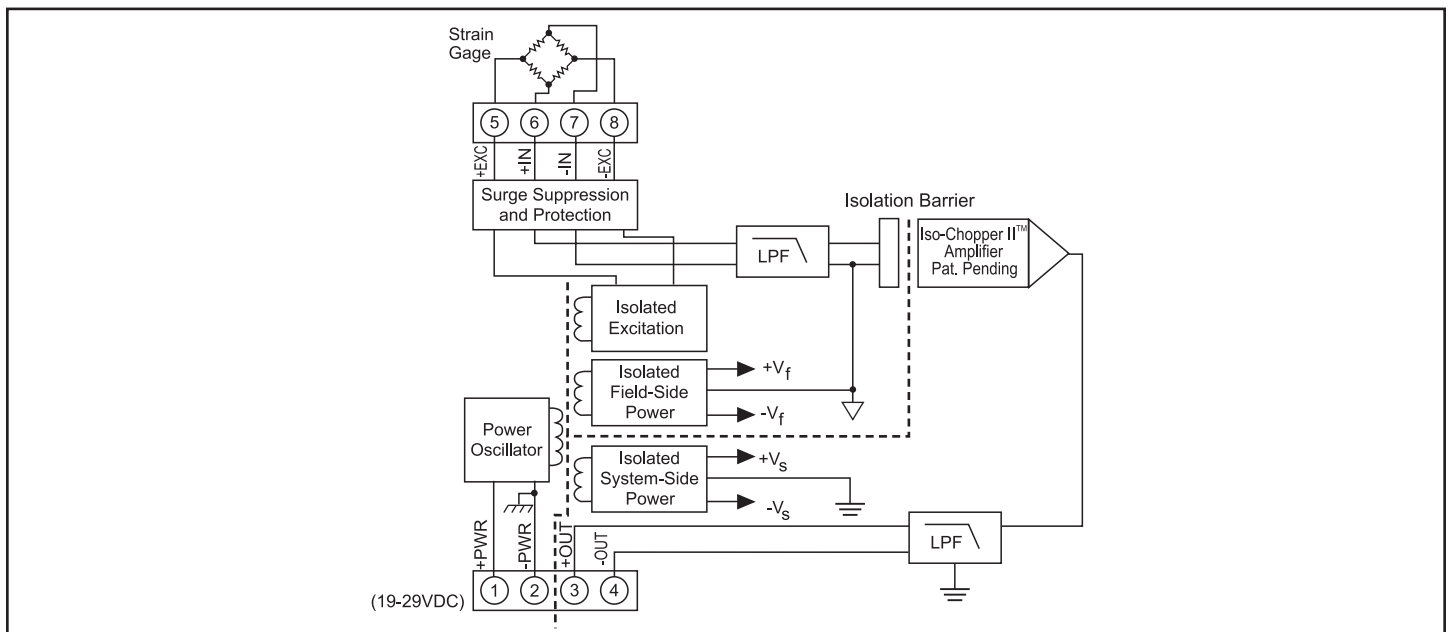 Strain
Gage
5 6 7 8
+EXC
+IN
-IN
-EXC
Surge Suppression
and Protection
Isolation Barrier
LPF
Iso-Chopper II™
Amplifier
Pat. Pending
Isolated
Excitation
Isolated
Field-Side
Power
+Vf
-Vf
Power
Oscillator
Isolated
System-Side
Power
+Vs
-Vs
+PWR
-PWR
+OUT
-OUT
LPF
(19-29VDC)
1 2 3 4